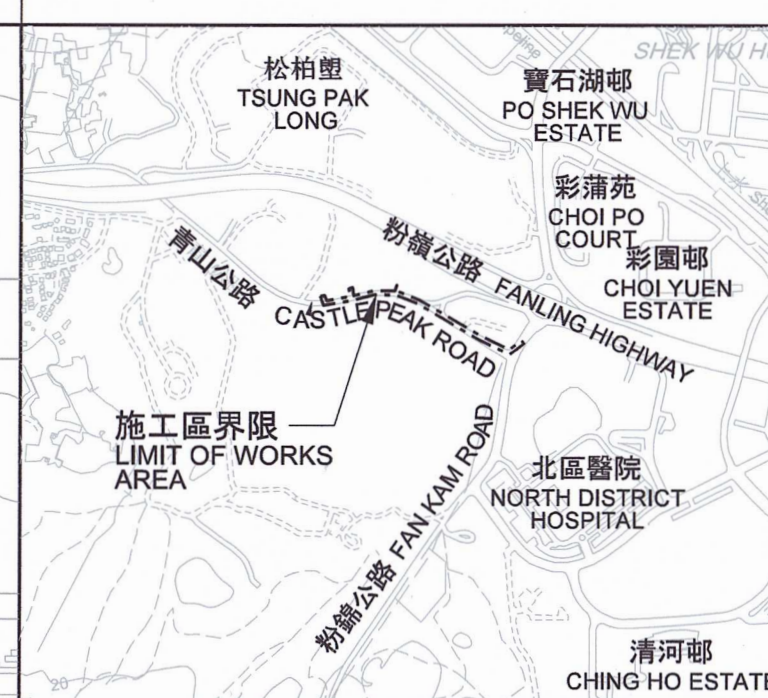 松柏塱
TSUNG PAK
LONG
SHEK WU H
寶石湖邨
PO SHEK WU
ESTATE
彩蒲苑
CHOI PO
COURT
彩園邨
CHOI YUEN
ESTATE
青山公路
CASTLE PEAK ROAD
粉嶺公路 FANLING HIGHWAY
施工區界限
LIMIT OF WORKS
AREA
粉錦公路 FAN KAM ROAD
北區醫院
NORTH DISTRICT
HOSPITAL
清河邨
CHING HO ESTATE
20